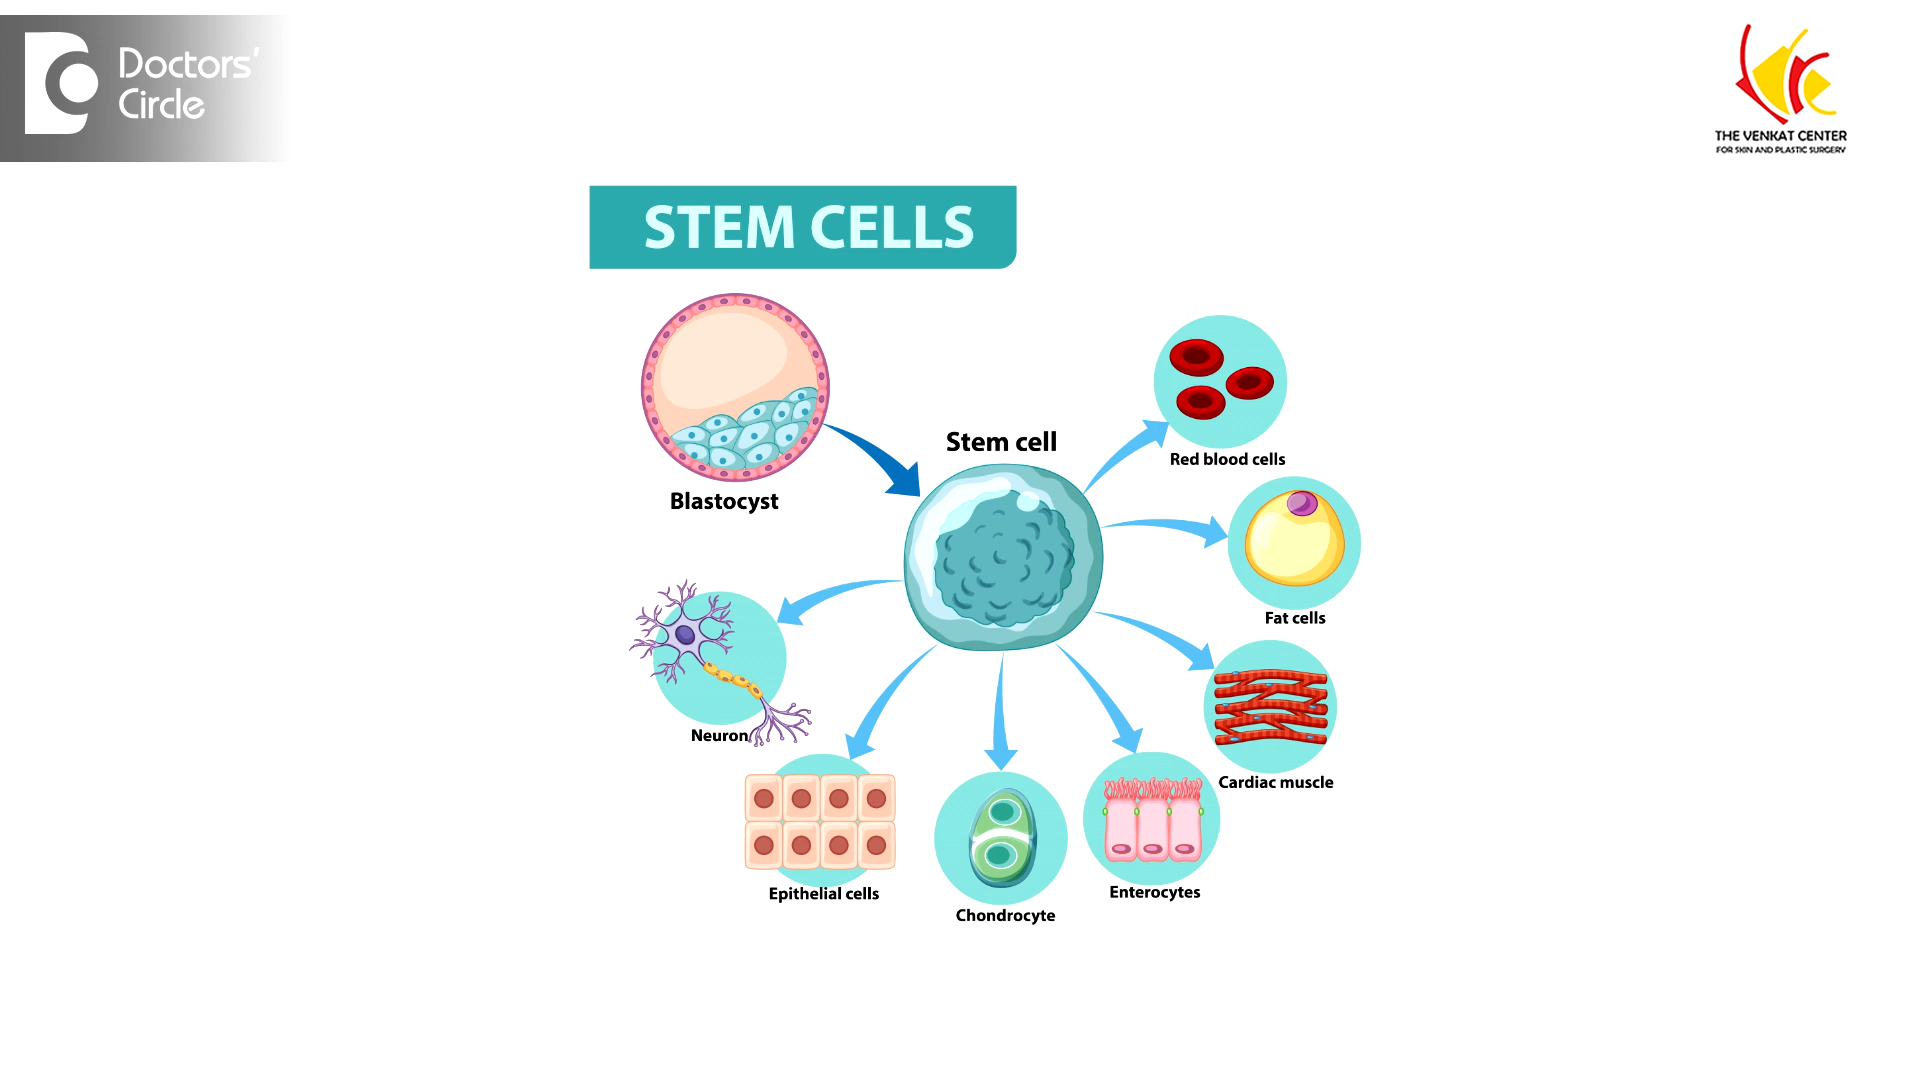 Doctors'
Circle
THE VENKAT CENTER
FOR SKIN AND PLASTIC SURGERY
STEM CELLS
Blastocyst
Stem cell
Red blood cells
Fat cells
Cardiac muscle
Enterocytes
Chondrocyte
Epithelial cells
Neuron